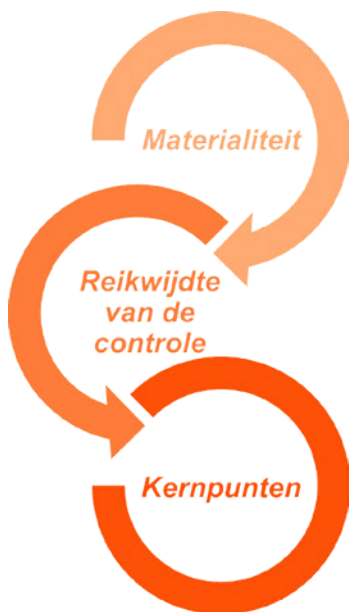 Materialiteit
Reikwijdte
van de
controle
Kernpunten